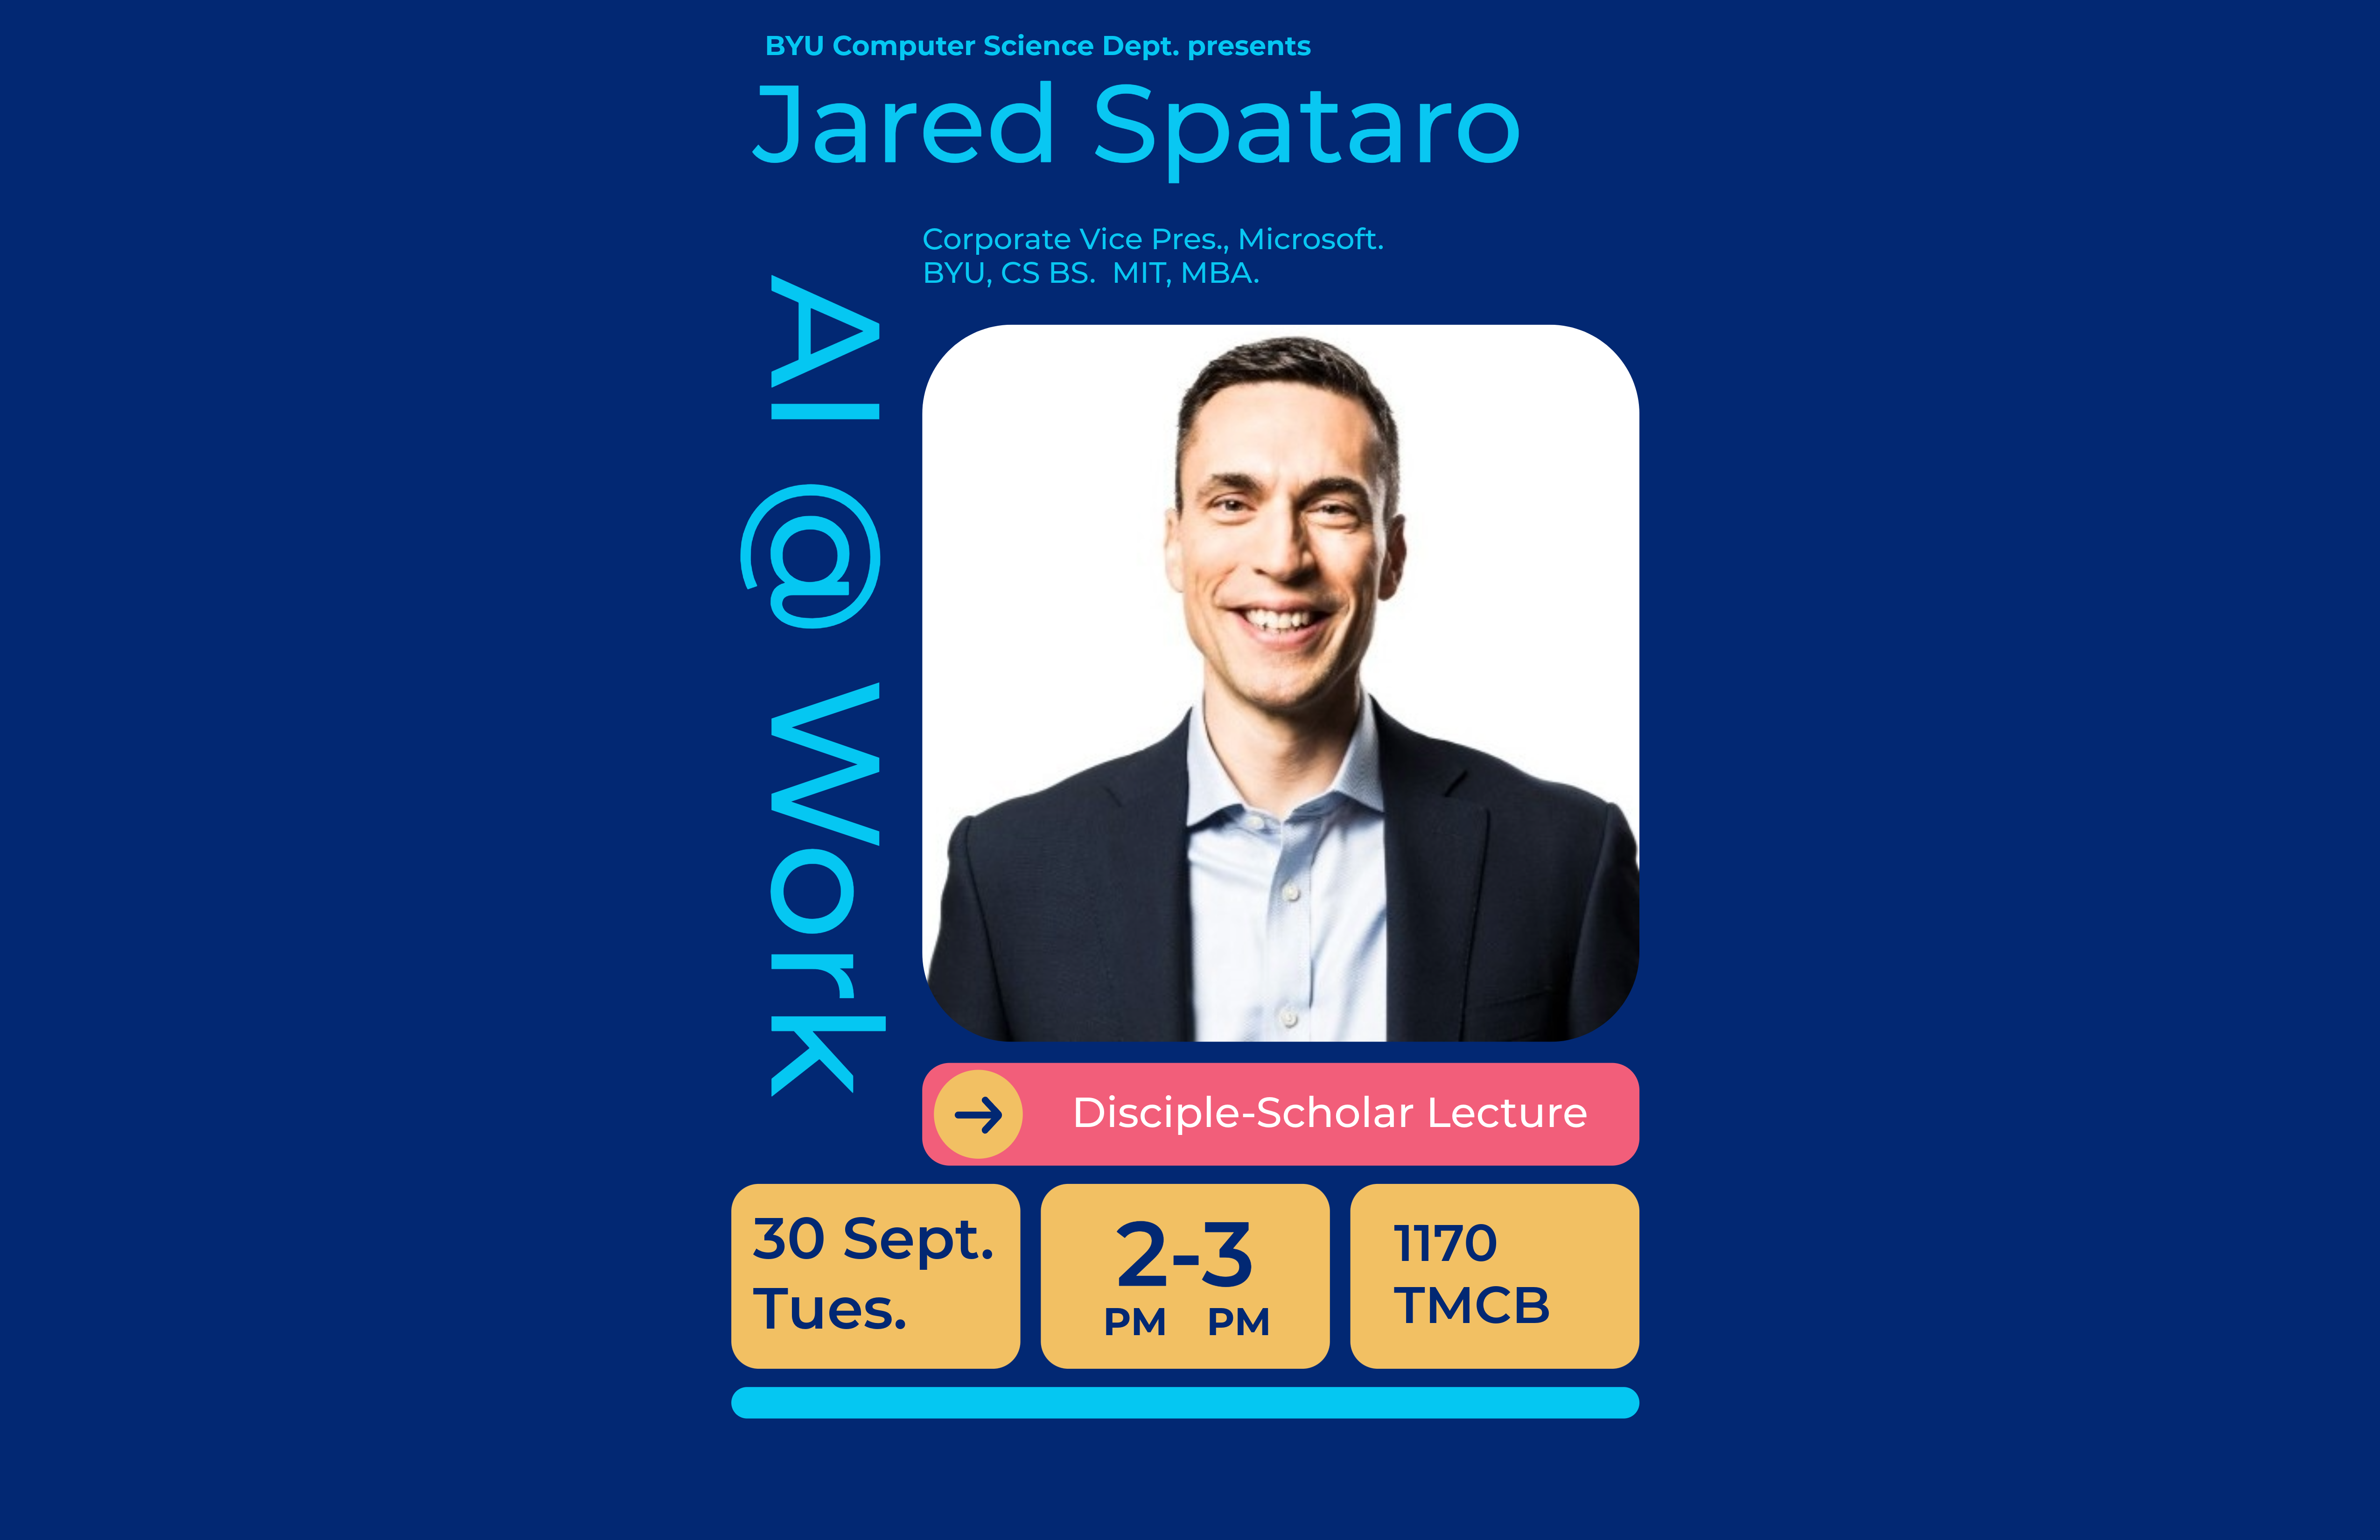 BYU Computer Science Dept. presents
Jared Spataro
Corporate Vice Pres., Microsoft.
BYU, CS BS.  MIT, MBA.
AI @ Work
Disciple-Scholar Lecture
30 Sept.
Tues.
2-3
PM PM
1170
TMCB